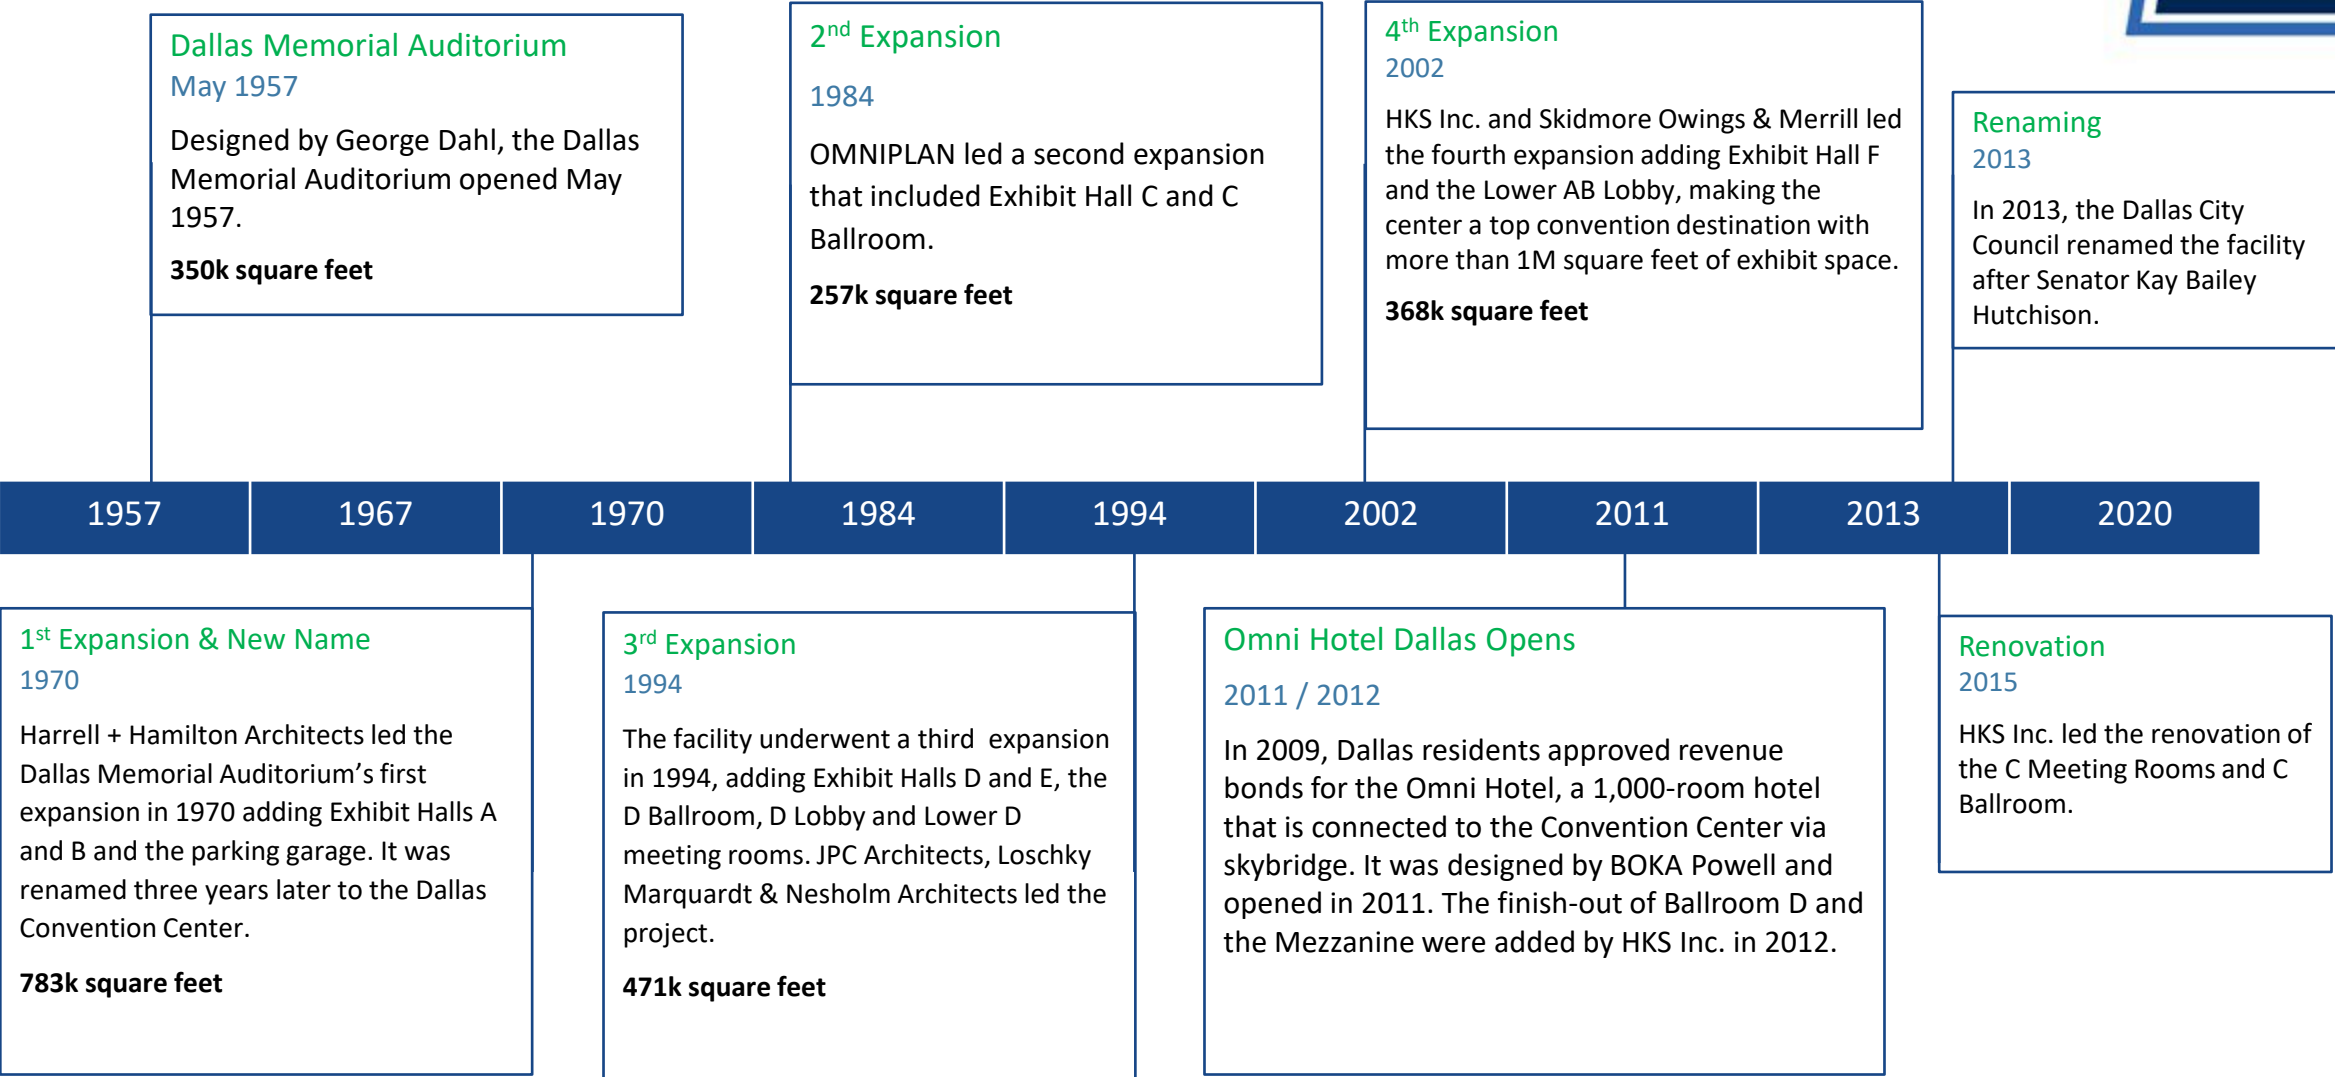 Dallas Memorial Auditorium
May 1957
Designed by George Dahl, the Dallas
Memorial Auditorium opened May
1957.
350k square feet
2nd Expansion
1984
OMNIPLAN led a second expansion
that included Exhibit Hall C and C
Ballroom.
257k square feet
4th Expansion
2002
HKS Inc. and Skidmore Owings & Merrill led
the fourth expansion adding Exhibit Hall F
and the Lower AB Lobby, making the
center a top convention destination with
more than 1M square feet of exhibit space.
368k square feet
Renaming
2013
In 2013, the Dallas City
Council renamed the facility
after Senator Kay Bailey
Hutchison.
1957 1967 1970 1984 1994 2002 2011 2013 2020
1st Expansion & New Name
1970
Harrell + Hamilton Architects led the
Dallas Memorial Auditorium’s first
expansion in 1970 adding Exhibit Halls A
and B and the parking garage. It was
renamed three years later to the Dallas
Convention Center.
783k square feet
3rd Expansion
1994
The facility underwent a third  expansion
in 1994, adding Exhibit Halls D and E, the
D Ballroom, D Lobby and Lower D
meeting rooms. JPC Architects, Loschky
Marquardt & Nesholm Architects led the
project.
471k square feet
Omni Hotel Dallas Opens
2011 / 2012
In 2009, Dallas residents approved revenue
bonds for the Omni Hotel, a 1,000-room hotel
that is connected to the Convention Center via
skybridge. It was designed by BOKA Powell and
opened in 2011. The finish-out of Ballroom D and
the Mezzanine were added by HKS Inc. in 2012.
Renovation
2015
HKS Inc. led the renovation of
the C Meeting Rooms and C
Ballroom.